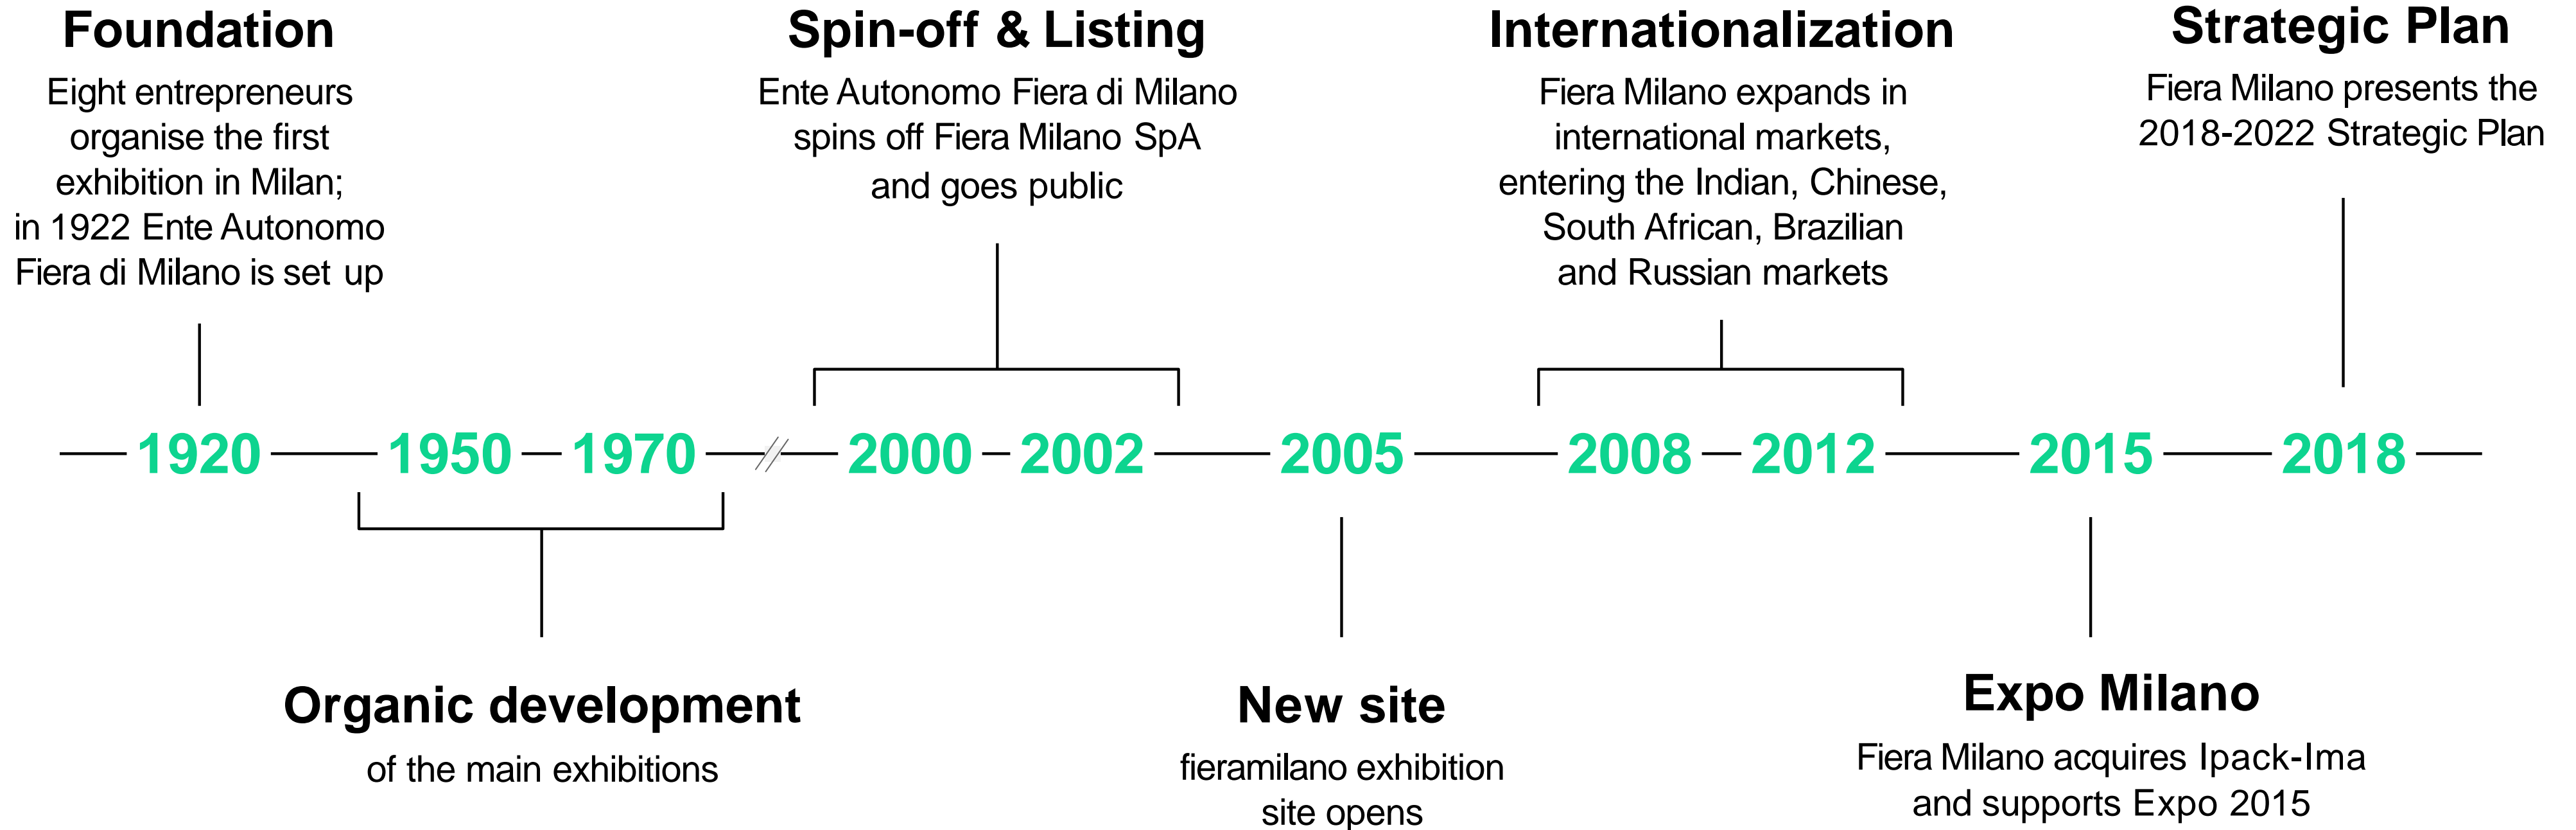 Foundation
Eight entrepreneurs
organise the first
exhibition in Milan;
in 1922 Ente Autonomo
Fiera di Milano is set up
Spin-off & Listing
Ente Autonomo Fiera di Milano
spins off Fiera Milano SpA
and goes public
Internationalization
Fiera Milano expands in
international markets,
entering the Indian, Chinese,
South African, Brazilian
and Russian markets
Strategic Plan
Fiera Milano presents the
2018-2022 Strategic Plan
1920 1950 1970 // 2000 2002 2005 2008 2012 2015 2018
Organic development
of the main exhibitions
New site
fieramilano exhibition
site opens
Expo Milano
Fiera Milano acquires Ipack-Ima
and supports Expo 2015